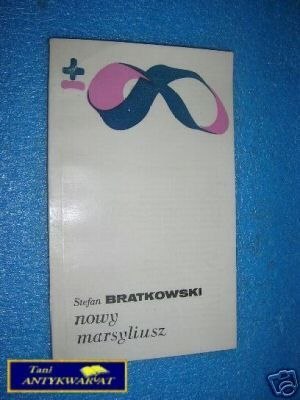 ±
Stefan BRATKOWSKI
nowy
marsyliusz
Tani
ANTYKWARIAT